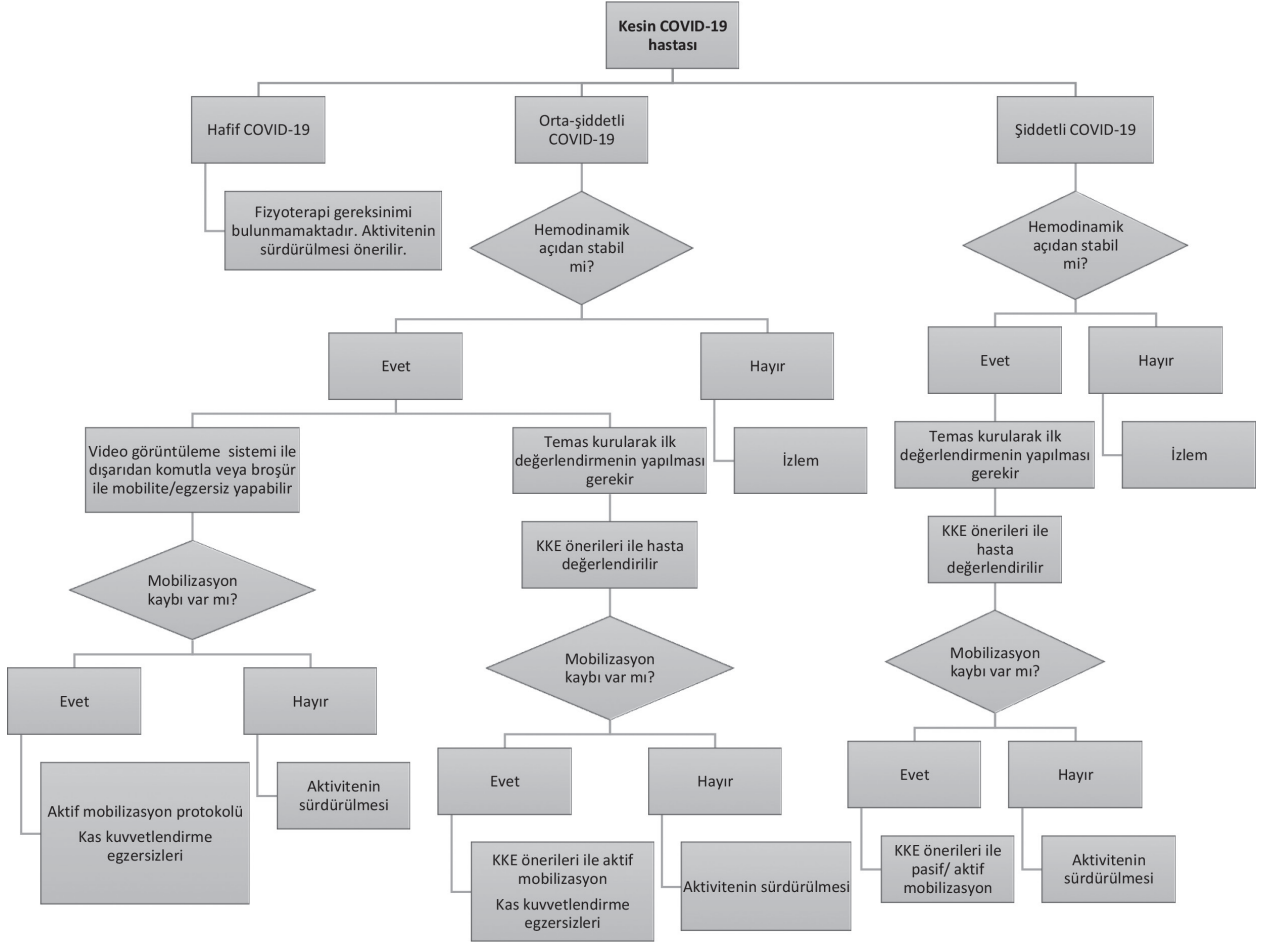 Kesin COVID-19
hastası
Hafif COVID-19
Orta-şiddetli
COVID-19
Şiddetli COVID-19
Fizyoterapi gereksinimi
bulunmamaktadır. Aktivitenin
sürdürülmesi önerilir.
Hemodinamik
açıdan stabil
mi?
Hemodinamik
açıdan stabil
mi?
Evet
Hayır
Evet
Hayır
Video görüntüleme sistemi ile
dışarıdan komutla veya broşür
ile mobilite/egzersiz yapabilir
Temas kurularak ilk
değerlendirmenin yapılması
gerekir
İzlem
Temas kurularak ilk
değerlendirmenin yapılması
gerekir
İzlem
KKE önerileri ile hasta
değerlendirilir
KKE önerileri ile
hasta
değerlendirilir
Mobilizasyon
kaybı var mı?
Mobilizasyon
kaybı var mı?
Mobilizasyon
kaybı var mı?
Evet
Hayır
Evet
Hayır
Evet
Hayır
Aktif mobilizasyon protokolü
Kas kuvvetlendirme
egzersizleri
Aktivitenin
sürdürülmesi
KKE önerileri ile aktif
mobilizasyon
Kas kuvvetlendirme
egzersizleri
Aktivitenin sürdürülmesi
KKE önerileri ile
pasif/ aktif
mobilizasyon
Aktivitenin
sürdürülmesi